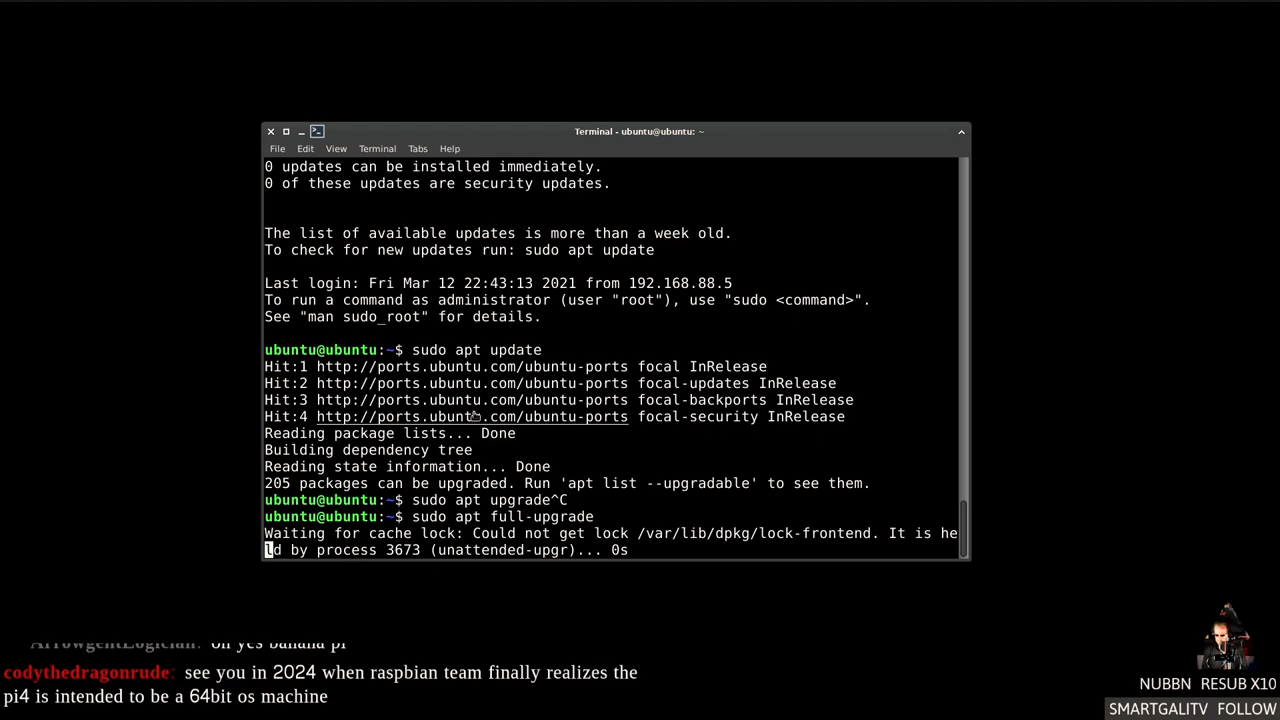 Terminal - ubuntu@ubuntu: ~
File Edit View Terminal Tabs Help
0 updates can be installed immediately.
0 of these updates are security updates.
The list of available updates is more than a week old.
To check for new updates run: sudo apt update
Last login: Fri Mar 12 22:43:13 2021 from 192.168.88.5
To run a command as administrator (user "root"), use "sudo <command>".
See "man sudo_root" for details.
ubuntu@ubuntu:~$ sudo apt update
Hit:1 http://ports.ubuntu.com/ubuntu-ports focal InRelease
Hit:2 http://ports.ubuntu.com/ubuntu-ports focal-updates InRelease
Hit:3 http://ports.ubuntu.com/ubuntu-ports focal-backports InRelease
Hit:4 http://ports.ubuntu.com/ubuntu-ports focal-security InRelease
Reading package lists... Done
Building dependency tree
Reading state information... Done
205 packages can be upgraded. Run 'apt list --upgradable' to see them.
ubuntu@ubuntu:~$ sudo apt upgrade^C
ubuntu@ubuntu:~$ sudo apt full-upgrade
Waiting for cache lock: Could not get lock /var/lib/dpkg/lock-frontend. It is he
ld by process 3673 (unattended-upgr)... 0s
ArrowgentLogician: oh yes banana pi
codythedragonrude: see you in 2024 when raspbian team finally realizes the
pi4 is intended to be a 64bit os machine
NUBBN RESUB X10
SMARTGALITV FOLLOW